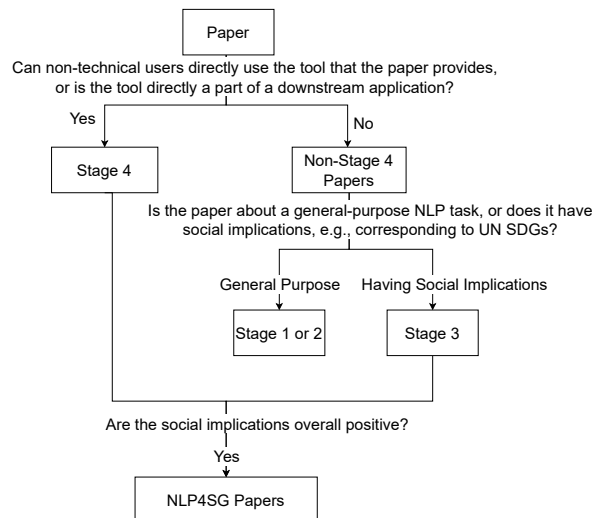 Paper
Can non-technical users directly use the tool that the paper provides,
or is the tool directly a part of a downstream application?
Yes
No
Stage 4
Non-Stage 4
Papers
Is the paper about a general-purpose NLP task, or does it have
social implications, e.g., corresponding to UN SDGs?
General Purpose
Having Social Implications
Stage 1 or 2
Stage 3
Are the social implications overall positive?
Yes
NLP4SG Papers